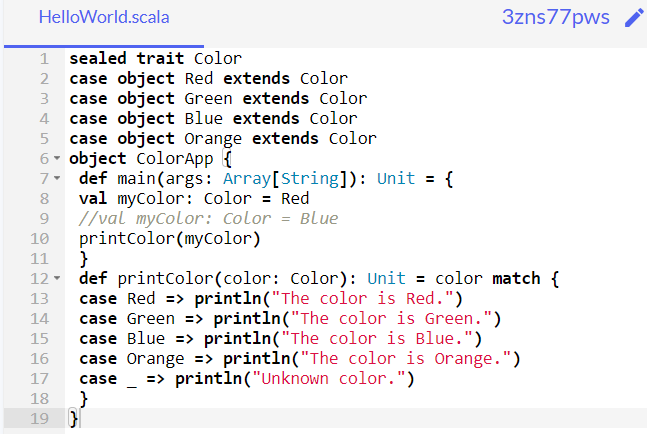 HelloWorld.scala
3zns77pws
1 sealed trait Color
2 case object Red extends Color
3 case object Green extends Color
4 case object Blue extends Color
5 case object Orange extends Color
6 object ColorApp {
7 def main(args: Array[String]): Unit = {
8 val myColor: Color = Red
9 //val myColor: Color = Blue
10 printColor(myColor)
11 }
12 def printColor(color: Color): Unit = color match {
13 case Red => println("The color is Red.")
14 case Green => println("The color is Green.")
15 case Blue => println("The color is Blue.")
16 case Orange => println("The color is Orange.")
17 case _ => println("Unknown color.")
18 }
19 }